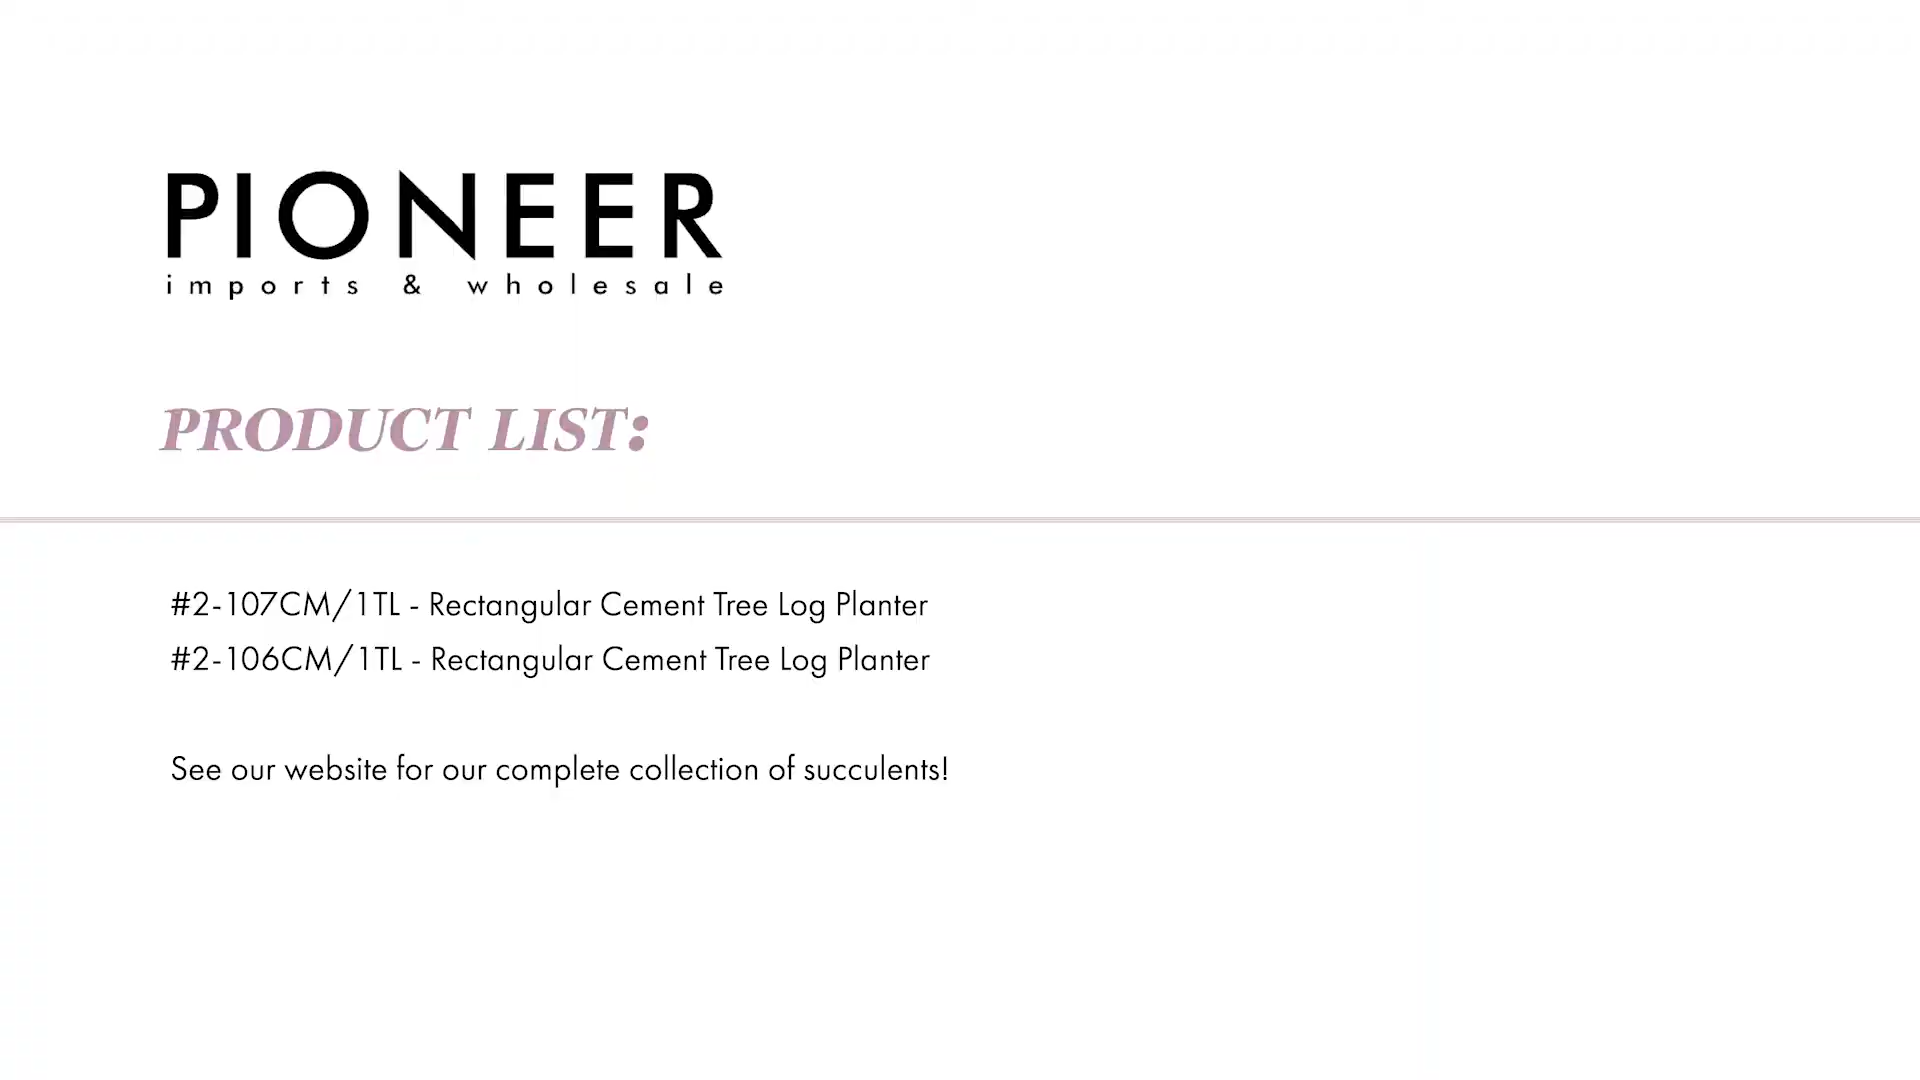 PIONEER
imports & wholesale
PRODUCT LIST:
#2-107CM/1TL - Rectangular Cement Tree Log Planter
#2-106CM/1TL - Rectangular Cement Tree Log Planter
See our website for our complete collection of succulents!